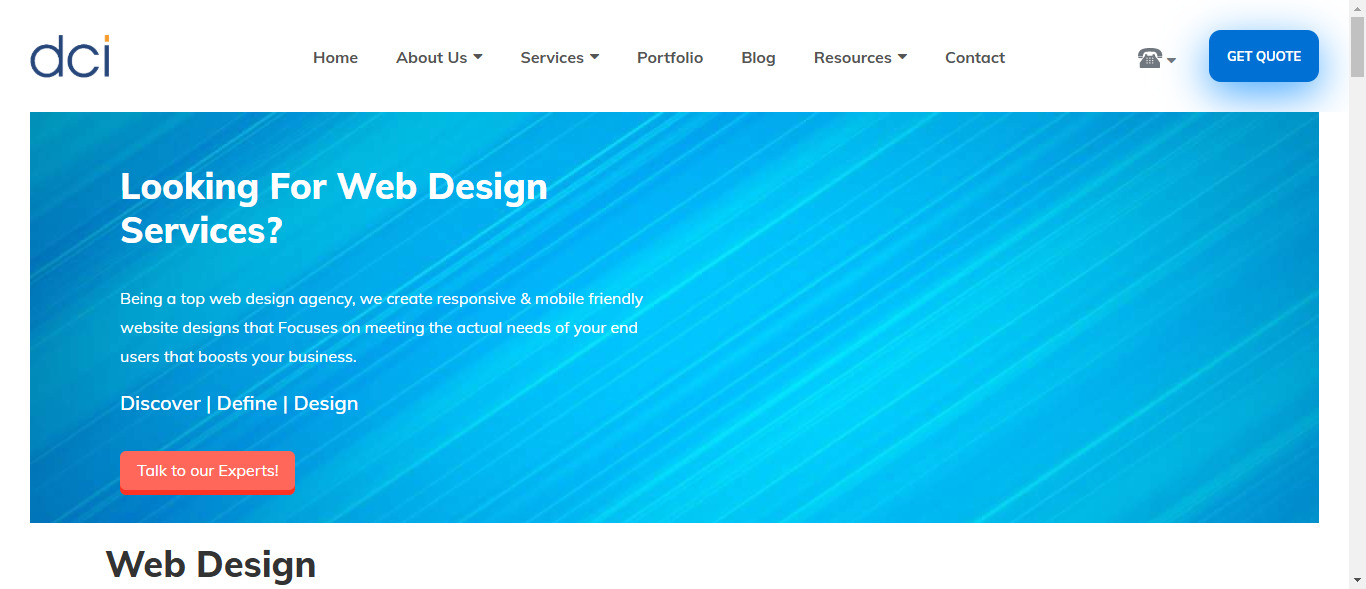 dci
Home
About Us
Services
Portfolio
Blog
Resources
Contact
GET QUOTE
Looking For Web Design
Services?
Being a top web design agency, we create responsive & mobile friendly
website designs that Focuses on meeting the actual needs of your end
users that boosts your business.
Discover | Define | Design
Talk to our Experts!
Web Design